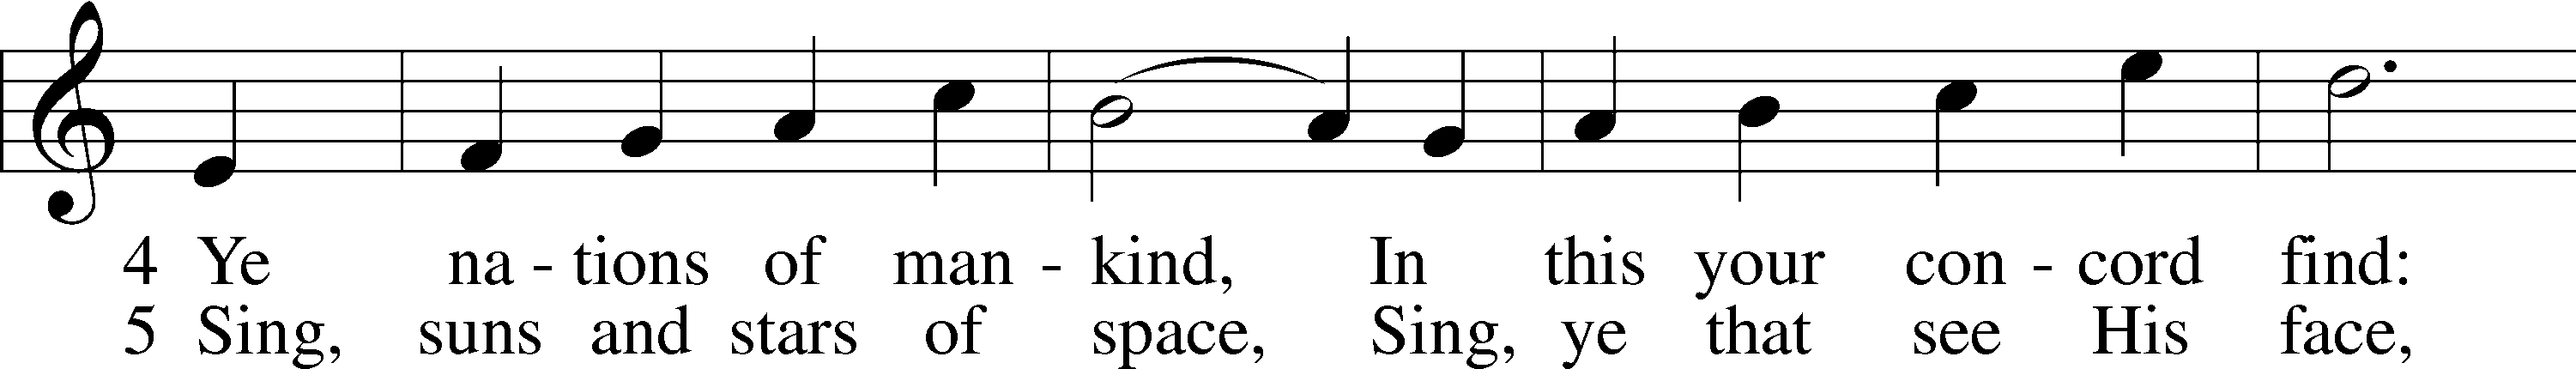 4 Ye na - tions of man - kind, In this your con - cord find:
5 Sing, suns and stars of space, Sing, ye that see His face,